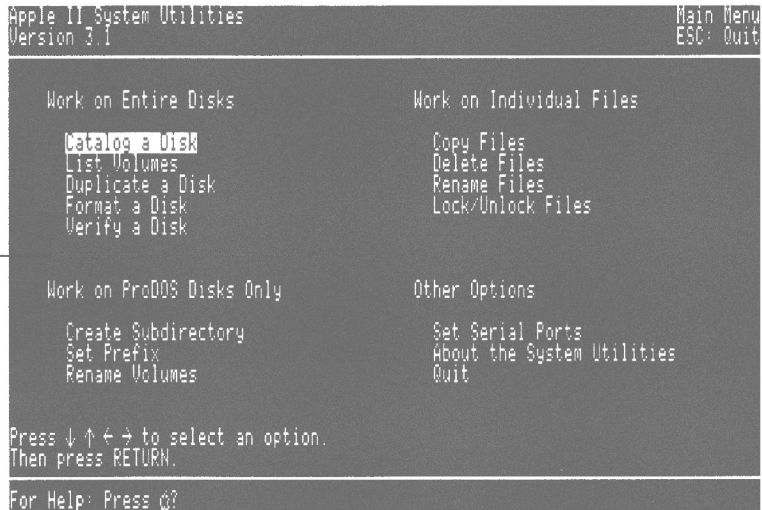 Apple II System Utilities
Main Menu
Version 3.1
ESC: Quit
Work on Entire Disks
Catalog a Disk
List Volumes
Duplicate a Disk
Format a Disk
Verify a Disk
Work on Individual Files
Copy Files
Delete Files
Rename Files
Lock/Unlock Files
Work on ProDOS Disks Only
Create Subdirectory
Set Prefix
Rename Volumes
Other Options
Set Serial Ports
About the System Utilities
Quit
Press ↓ ↑ ← → to select an option.
Then press RETURN.
For Help: Press ?